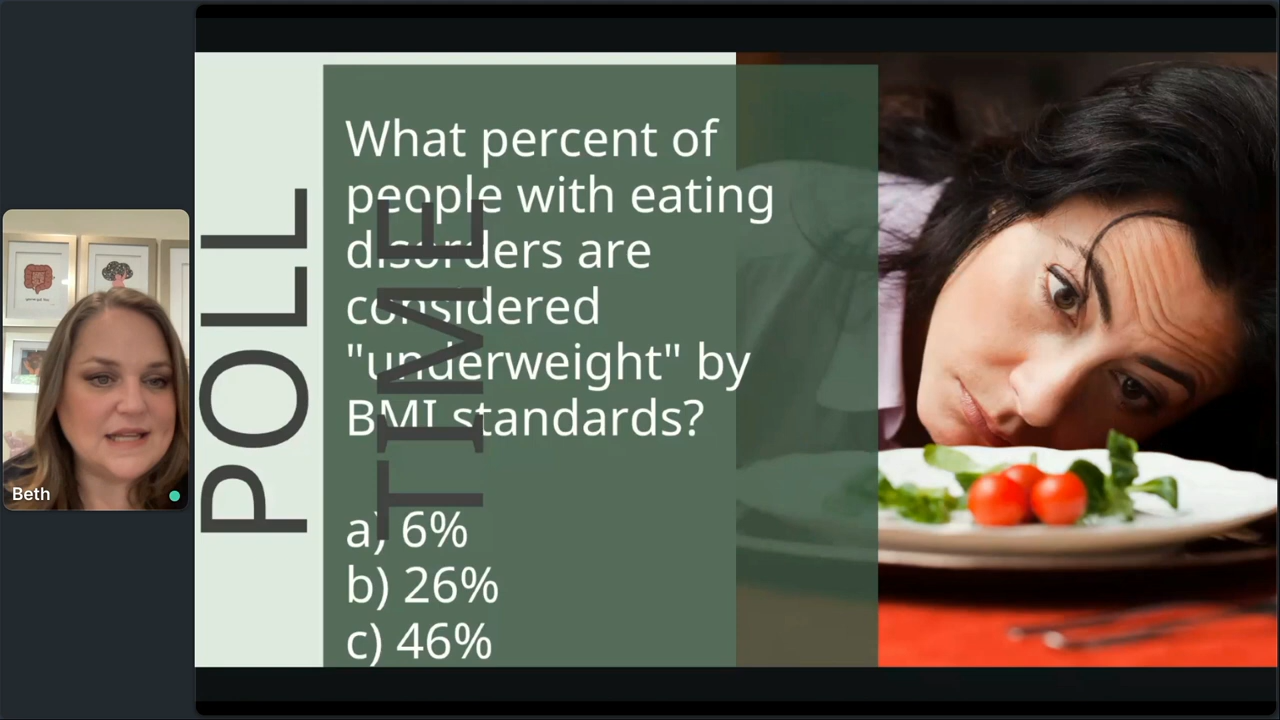 POLL
TIME
What percent of
people with eating
disorders are
considered
"underweight" by
BMI standards?
a) 6%
b) 26%
c) 46%
Beth